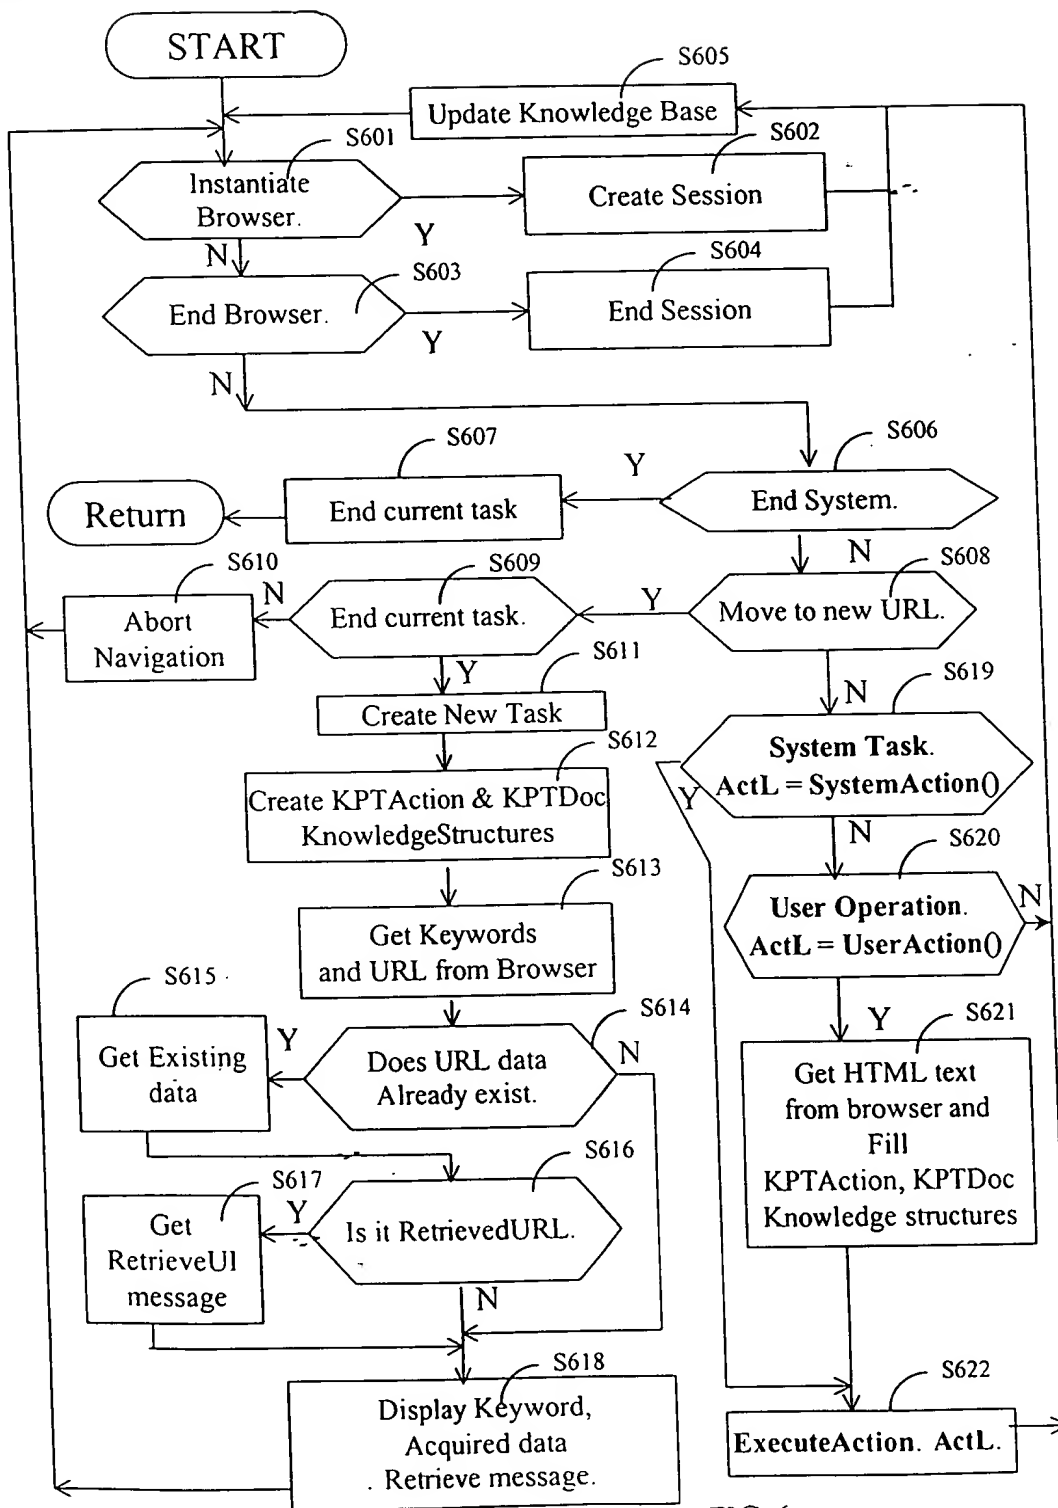 START
S605
Update Knowledge Base
S601
S602
Instantiate
Browser.
Create Session
Y
N
S603
S604
End Browser.
End Session
Y
N
S607
S606
Y
Return
End current task
End System.
N
S610
S609
S608
N
Y
Abort
Navigation
End current task.
Move to new URL.
Y
S611
N
S619
Create New Task
S612
System Task.
ActL = SystemAction()
Y
Create KPTAction & KPTDoc
KnowledgeStructures
N
S620
S613
User Operation.
ActL = UserAction()
N
Get Keywords
and URL from Browser
S615
Y
S621
S614
Y
N
Get Existing
data
Does URL data
Already exist.
Get HTML text
from browser and
Fill
KPTAction, KPTDoc
Knowledge structures
S616
S617
Y
Get
RetrieveUI
message
Is it RetrievedURL.
N
S618
S622
Display Keyword,
Acquired data
Retrieve message.
ExecuteAction. ActL.